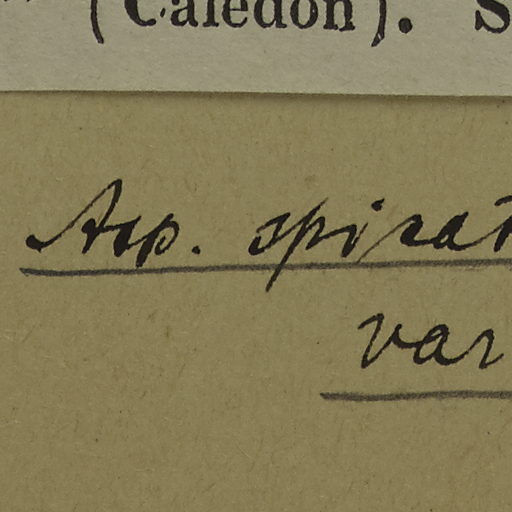 (Caledon). S
Asp. spirat
var